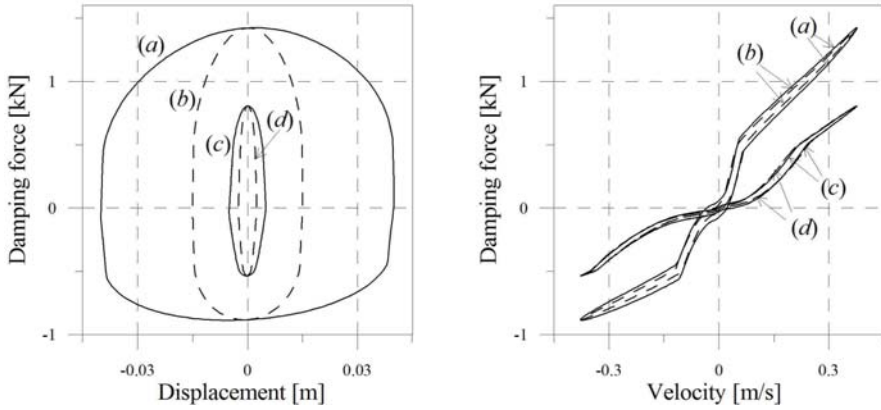 Damping force [kN]
1
0
-1
(a)
(b)
(c)
(d)
-0.03
0
0.03
Displacement [m]
Damping force [kN]
1
0
-1
(a)
(b)
(c)
(d)
-0.3
0
0.3
Velocity [m/s]